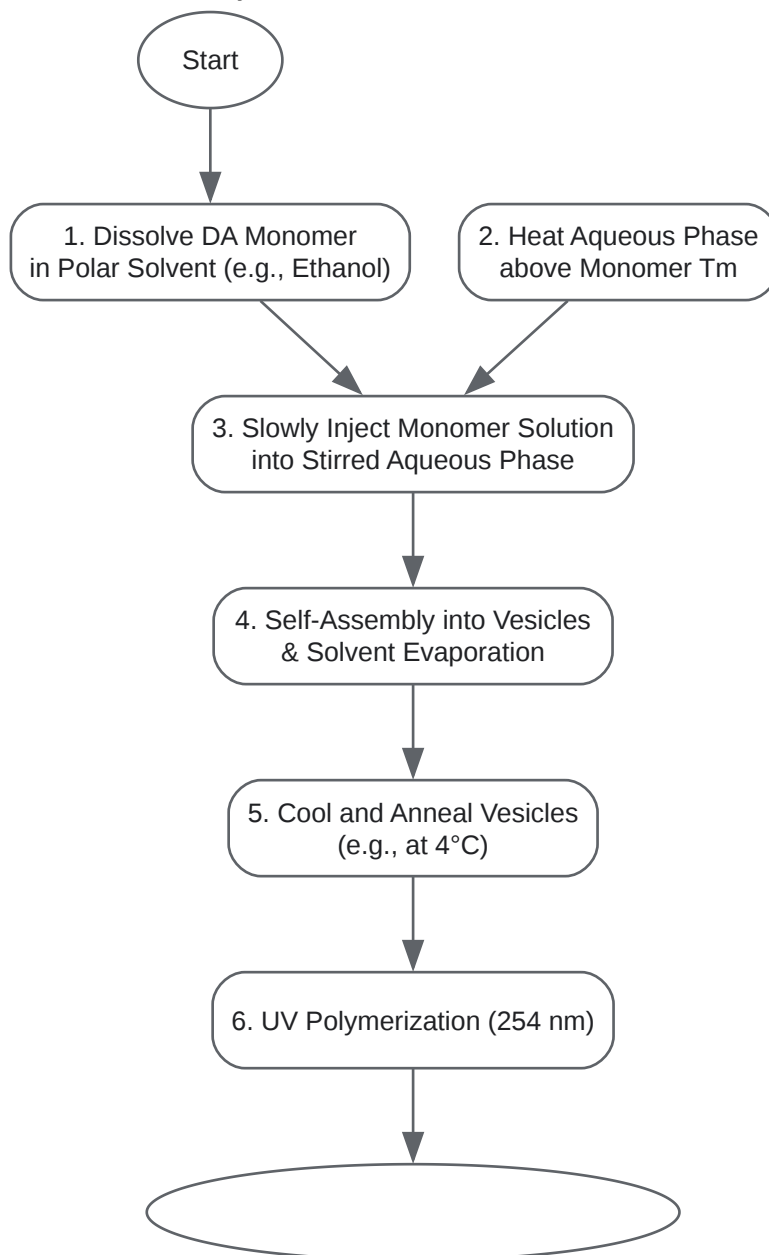 Start
1. Dissolve DA Monomer
in Polar Solvent (e.g., Ethanol)
2. Heat Aqueous Phase
above Monomer Tm
3. Slowly Inject Monomer Solution
into Stirred Aqueous Phase
4. Self-Assembly into Vesicles
& Solvent Evaporation
5. Cool and Anneal Vesicles
(e.g., at 4°C)
6. UV Polymerization (254 nm)